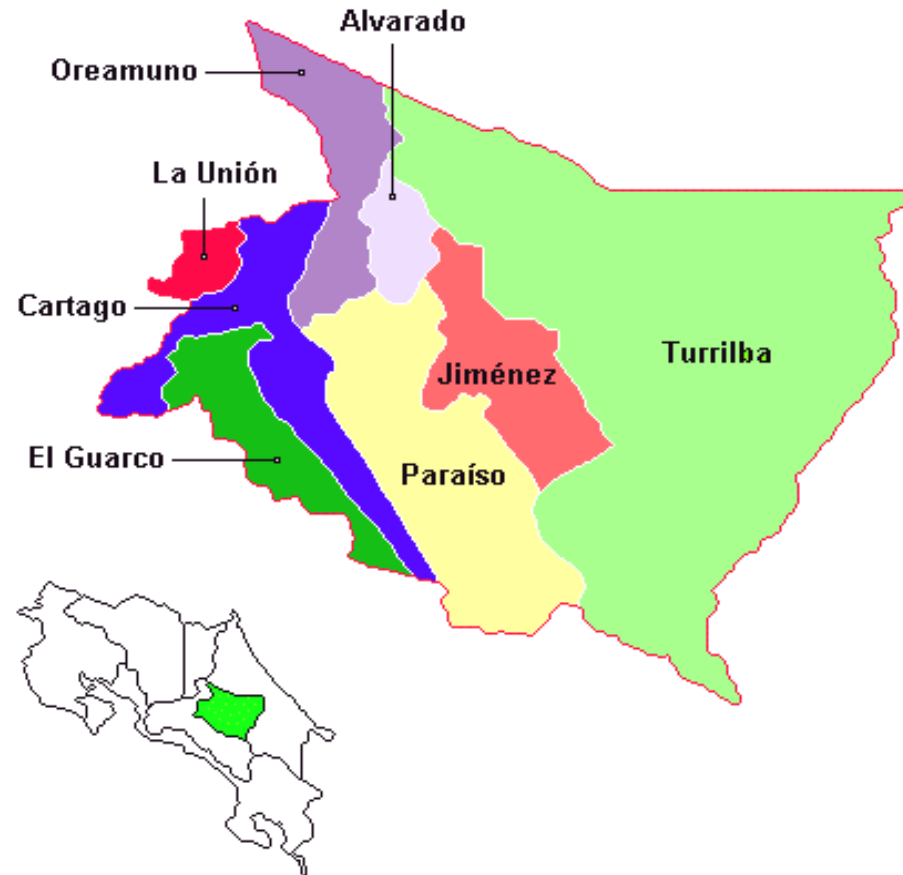 Alvarado
Oreamuno
La Unión
Cartago
Turrilba
Jiménez
El Guarco
Paraíso